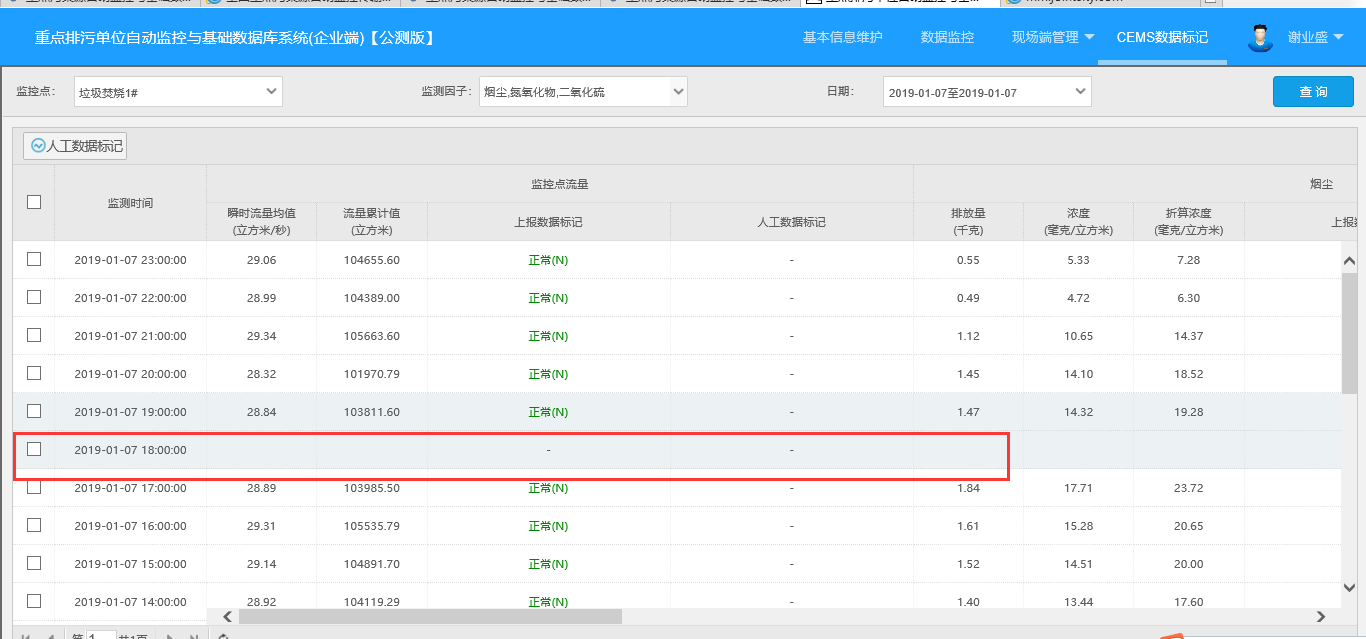 重点排污单位自动监控与基础数据库系统(企业端)【公测版】 基本信息维护 数据监控 现场端管理 CEMS数据标记 谢业盛
监控点： 垃圾焚烧1# 监测因子： 烟尘,氮氧化物,二氧化硫 日期： 2019-01-07至2019-01-07 查 询
人工数据标记
监控点流量 烟尘
监测时间
瞬时流量均值 流量累计值 上报数据标记 人工数据标记 排放量 浓度 折算浓度
(立方米/秒) (立方米) (千克) (毫克/立方米) (毫克/立方米)
2019-01-07 23:00:00 29.06 104655.60 正常(N) - 0.55 5.33 7.28
2019-01-07 22:00:00 28.99 104389.00 正常(N) - 0.49 4.72 6.30
2019-01-07 21:00:00 29.34 105663.60 正常(N) - 1.12 10.65 14.37
2019-01-07 20:00:00 28.32 101970.79 正常(N) - 1.45 14.10 18.52
2019-01-07 19:00:00 28.84 103811.60 正常(N) - 1.47 14.32 19.28
2019-01-07 18:00:00 - -
2019-01-07 17:00:00 28.89 103985.50 正常(N) - 1.84 17.71 23.72
2019-01-07 16:00:00 29.31 105535.79 正常(N) - 1.61 15.28 20.65
2019-01-07 15:00:00 29.14 104891.70 正常(N) - 1.52 14.51 20.00
2019-01-07 14:00:00 28.92 104119.29 正常(N) - 1.40 13.44 17.60
第 1 共1页